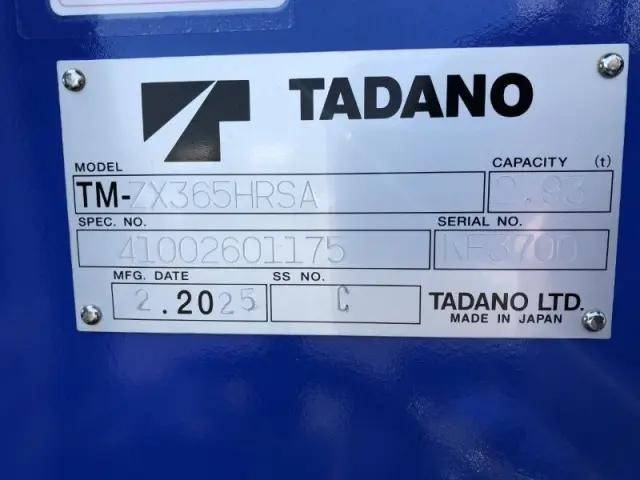 TADANO
MODEL
CAPACITY (t)
TM-ZX365HRSA
2.93
SPEC. NO.
SERIAL NO.
41002601175
NF3700
MFG. DATE
SS NO.
2.2025
C
TADANO LTD.
MADE IN JAPAN